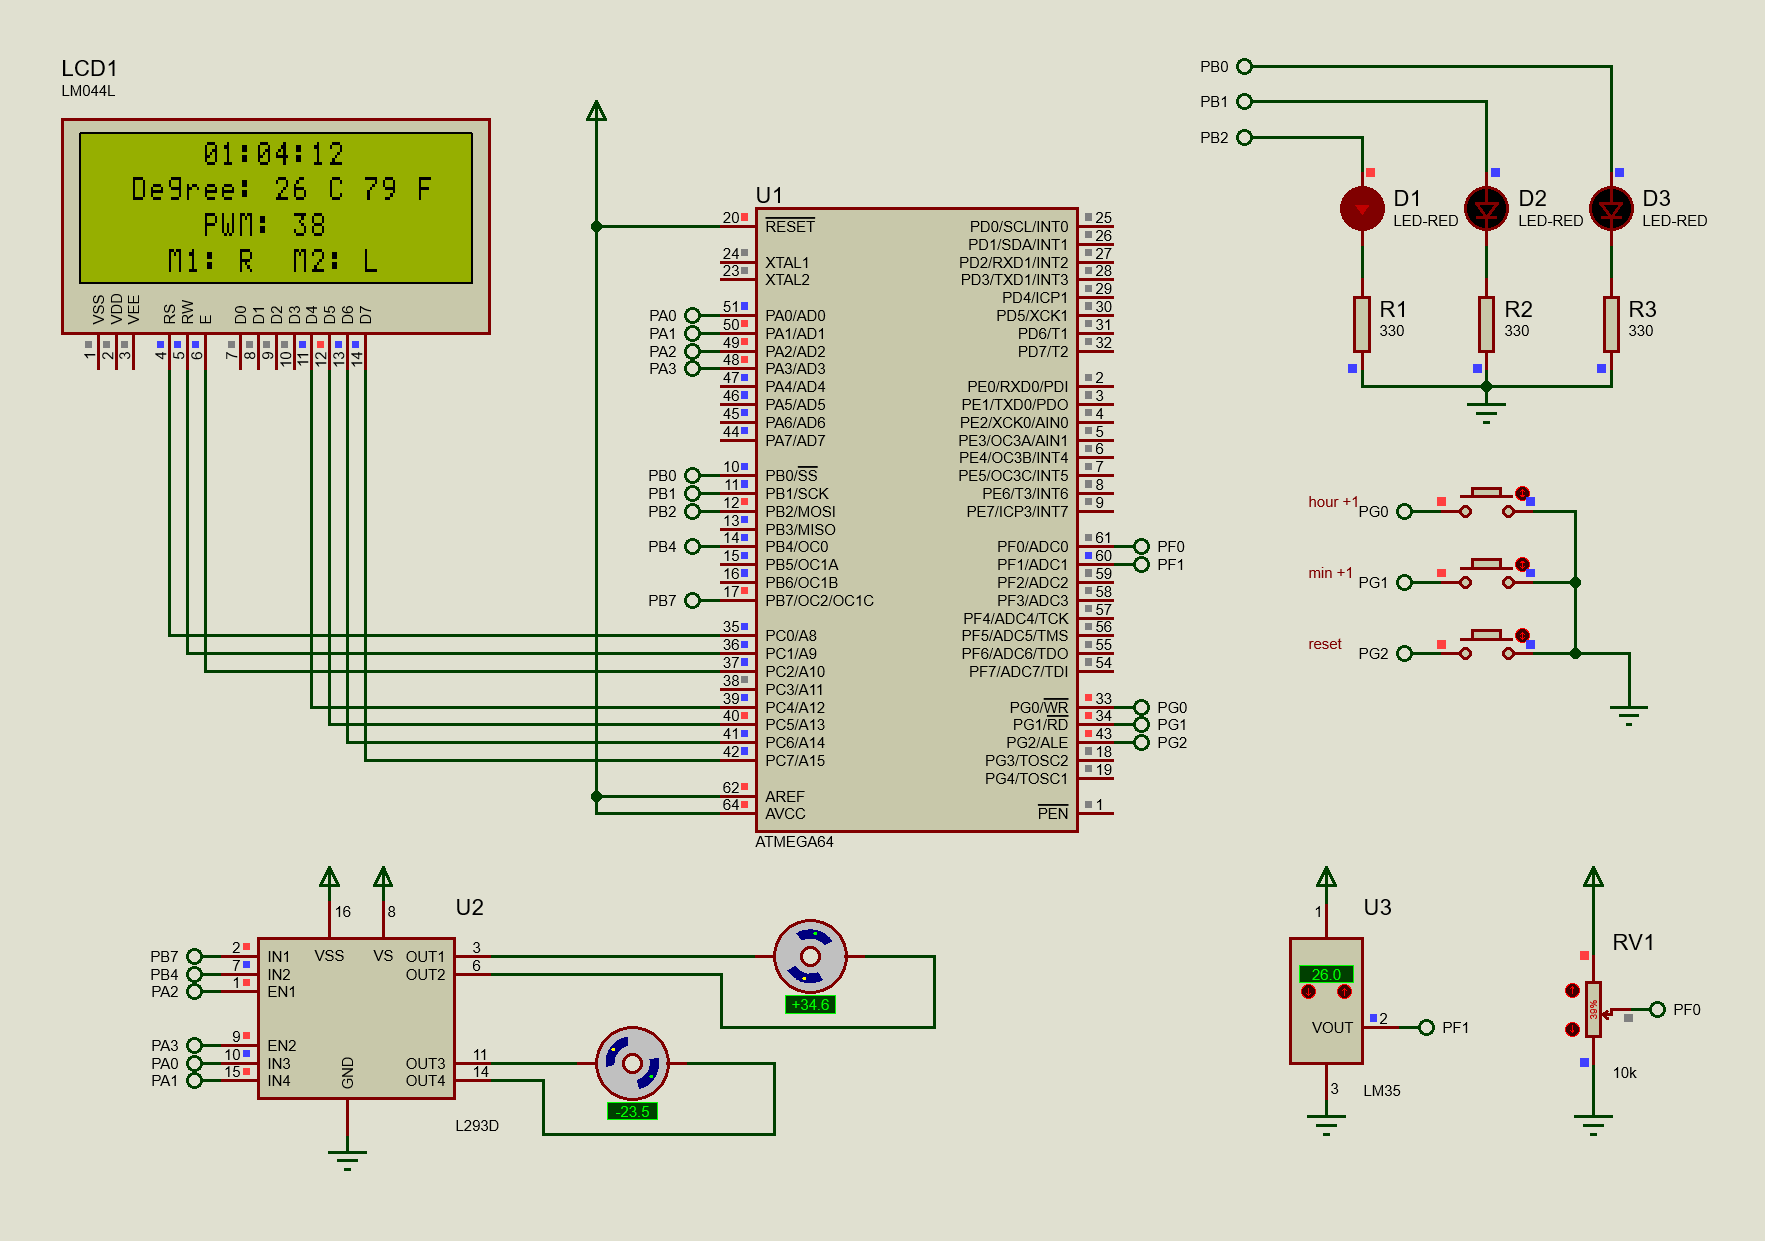 LCD1
LM044L
01:04:12
Degree: 26 C 79 F
PWM: 38
M1: R M2: L
VSS VDD VEE RS RW E D0 D1 D2 D3 D4 D5 D6 D7
1 2 3 4 5 6 7 8 9 10 11 12 13 14
U1
20 RESET
24 XTAL1
23 XTAL2
PA0 51 PA0/AD0
PA1 50 PA1/AD1
PA2 49 PA2/AD2
PA3 48 PA3/AD3
47 PA4/AD4
46 PA5/AD5
45 PA6/AD6
44 PA7/AD7
PB0 10 PB0/SS
PB1 11 PB1/SCK
PB2 12 PB2/MOSI
13 PB3/MISO
PB4 14 PB4/OC0
15 PB5/OC1A
16 PB6/OC1B
PB7 17 PB7/OC2/OC1C
35 PC0/A8
36 PC1/A9
37 PC2/A10
38 PC3/A11
39 PC4/A12
40 PC5/A13
41 PC6/A14
42 PC7/A15
62 AREF
64 AVCC
PD0/SCL/INT0 25
PD1/SDA/INT1 26
PD2/RXD1/INT2 27
PD3/TXD1/INT3 28
PD4/ICP1 29
PD5/XCK1 30
PD6/T1 31
PD7/T2 32
PE0/RXD0/PDI 2
PE1/TXD0/PDO 3
PE2/XCK0/AIN0 4
PE3/OC3A/AIN1 5
PE4/OC3B/INT4 6
PE5/OC3C/INT5 7
PE6/T3/INT6 8
PE7/ICP3/INT7 9
PF0/ADC0 61 PF0
PF1/ADC1 60 PF1
PF2/ADC2 59
PF3/ADC3 58
PF4/ADC4/TCK 57
PF5/ADC5/TMS 56
PF6/ADC6/TDO 55
PF7/ADC7/TDI 54
PG0/WR 33 PG0
PG1/RD 34 PG1
PG2/ALE 43 PG2
PG3/TOSC2 18
PG4/TOSC1 19
PEN 1
ATMEGA64
PB0
PB1
PB2
D1
LED-RED
D2
LED-RED
D3
LED-RED
R1
330
R2
330
R3
330
hour +1 PG0
min +1 PG1
reset PG2
U2
16 8
VSS VS
PB7 2 IN1
PB4 7 IN2
PA2 1 EN1
PA3 9 EN2
PA0 10 IN3
PA1 15 IN4
OUT1 3
OUT2 6
OUT3 11
OUT4 14
GND
L293D
+34.6
-23.5
U3
1
26.0
VOUT 2 PF1
3
LM35
RV1
39%
PF0
10k